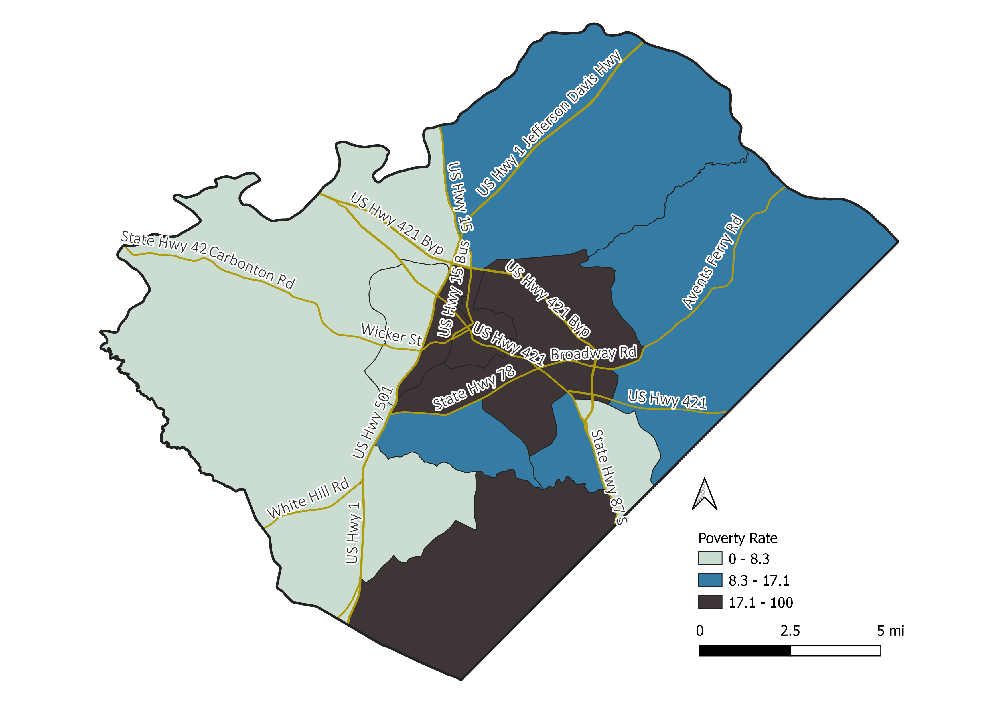 US Hwy 1 Jefferson Davis Hwy
US Hwy 15
US Hwy 421 Byp
State Hwy 42
Carbonton Rd
US Hwy 15 Bus
US Hwy 421 Byp
Avents Ferry Rd
Wicker St
US Hwy 421
Broadway Rd
State Hwy 78
US Hwy 501
US Hwy 421
State Hwy 87 S
White Hill Rd
US Hwy 1
Poverty Rate
0 - 8.3
8.3 - 17.1
17.1 - 100
0 2.5 5 mi